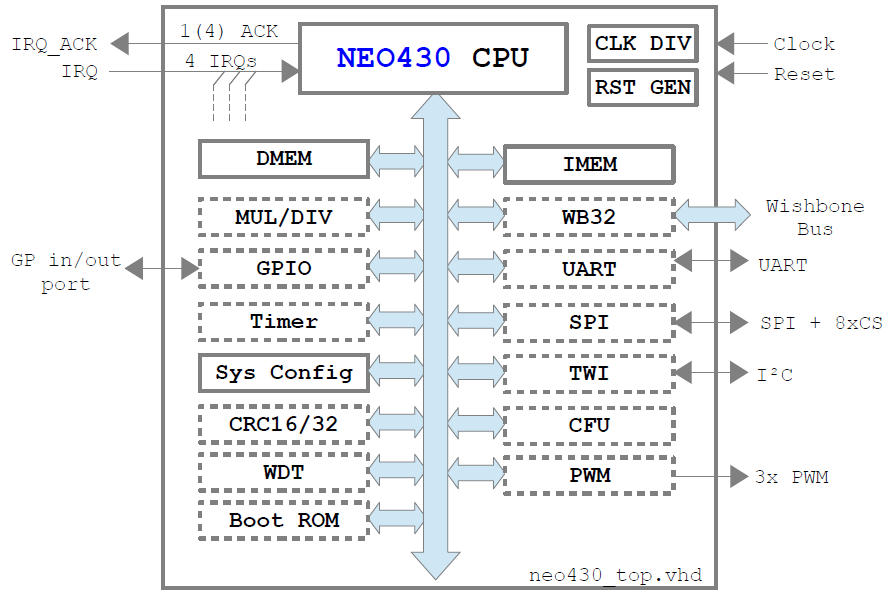 IRQ_ACK
1(4) ACK
NEO430 CPU
CLK DIV
Clock
IRQ
4 IRQs
RST GEN
Reset
DMEM
IMEM
MUL/DIV
WB32
Wishbone
Bus
GP in/out
port
GPIO
UART
UART
Timer
SPI
SPI + 8xCS
Sys Config
TWI
I²C
CRC16/32
CFU
WDT
PWM
3x PWM
Boot ROM
neo430_top.vhd